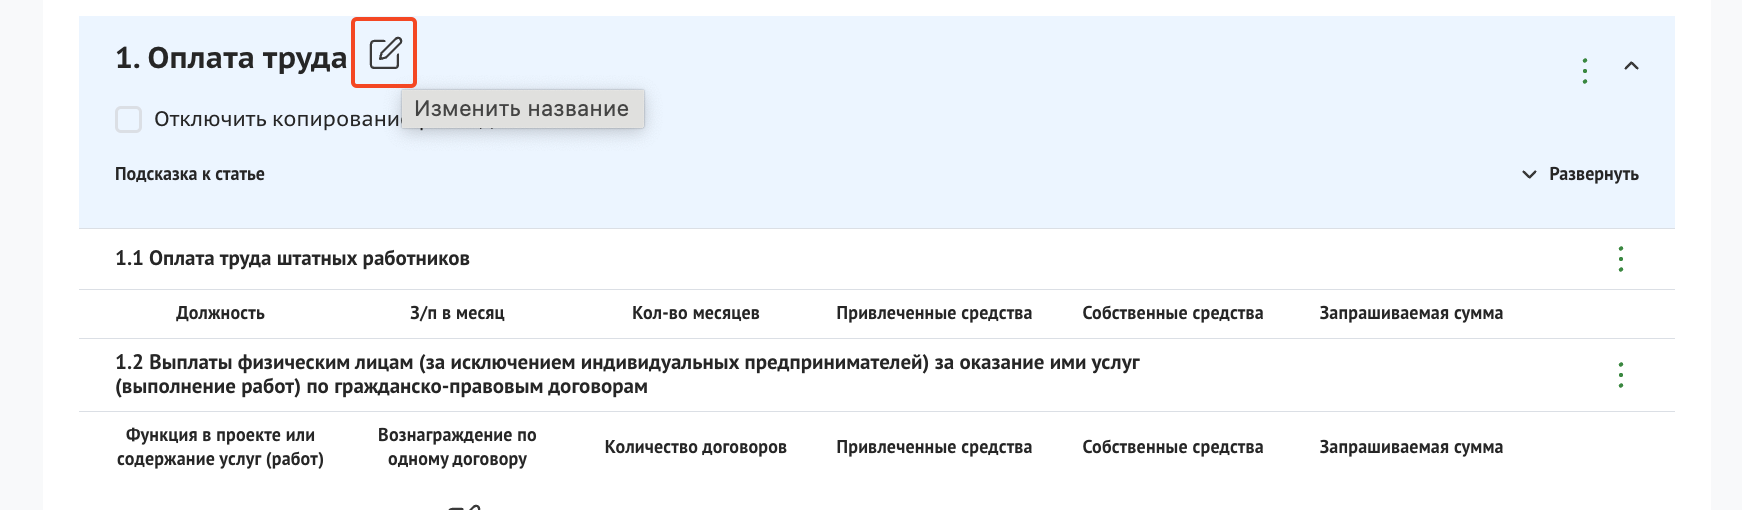 1. Оплата труда
Изменить название
Отключить копирование
Подсказка к статье
Развернуть
1.1 Оплата труда штатных работников
Должность З/п в месяц Кол-во месяцев Привлеченные средства Собственные средства Запрашиваемая сумма
1.2 Выплаты физическим лицам (за исключением индивидуальных предпринимателей) за оказание ими услуг
(выполнение работ) по гражданско-правовым договорам
Функция в проекте или
содержание услуг (работ)
Вознаграждение по
одному договору
Количество договоров
Привлеченные средства
Собственные средства
Запрашиваемая сумма